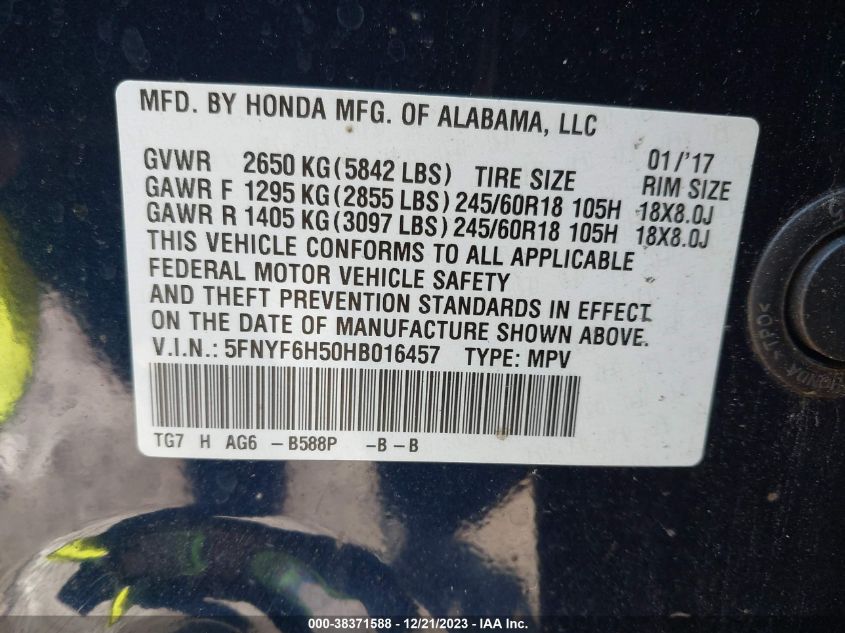 MFD. BY HONDA MFG. OF ALABAMA, LLC
GVWR 2650 KG(5842 LBS) TIRE SIZE 01/'17 RIM SIZE
GAWR F 1295 KG(2855 LBS) 245/60R18 105H 18X8.0J
GAWR R 1405 KG(3097 LBS) 245/60R18 105H 18X8.0J
THIS VEHICLE CONFORMS TO ALL APPLICABLE
FEDERAL MOTOR VEHICLE SAFETY
AND THEFT PREVENTION STANDARDS IN EFFECT
ON THE DATE OF MANUFACTURE SHOWN ABOVE.
V.I.N.: 5FNYF6H50HB016457 TYPE: MPV
TG7 H AG6 -B588P -B-B
HONDA >TPO<
000-38371588 - 12/21/2023 - IAA Inc.